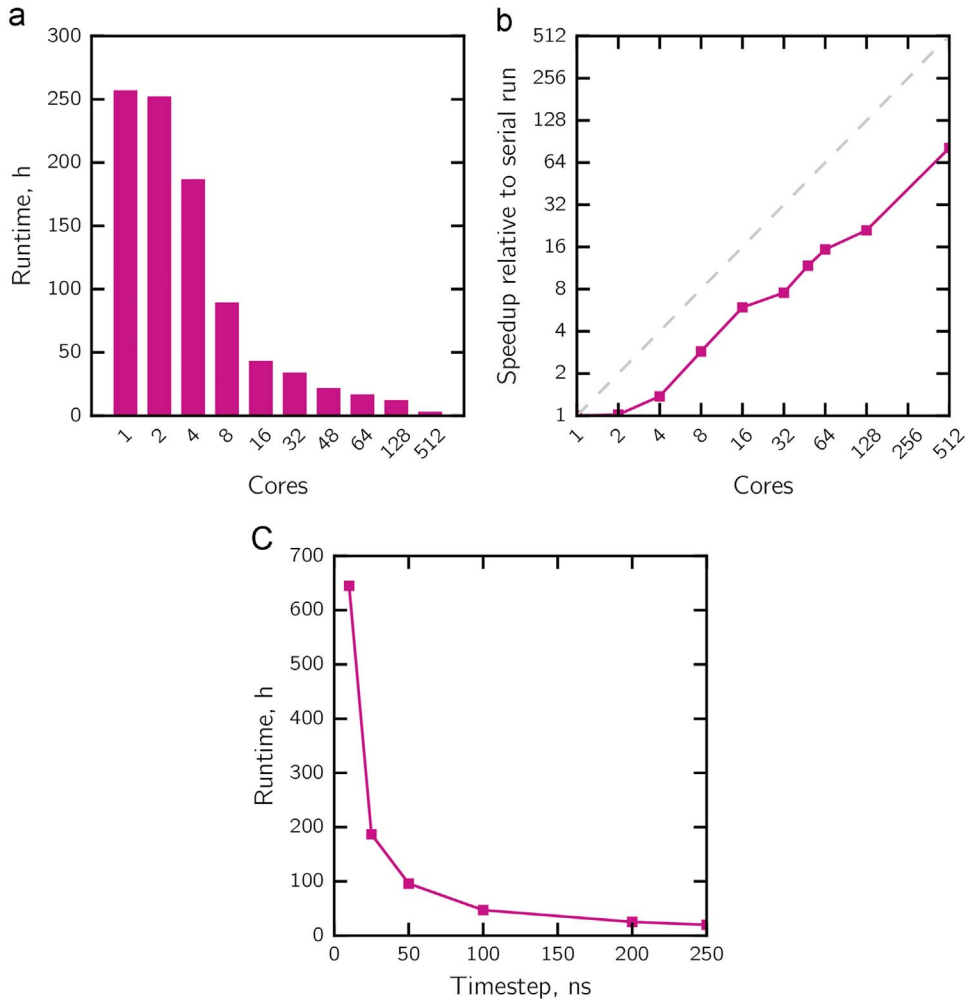 a
300
250
200
150
100
50
0
Runtime, h
1 2 4 8 16 32 48 64 128 512
Cores
b
512
256
128
64
32
16
8
4
2
1
Speedup relative to serial run
1 2 4 8 16 32 64 128 256 512
Cores
C
700
600
500
400
300
200
100
0
Runtime, h
0 50 100 150 200 250
Timestep, ns